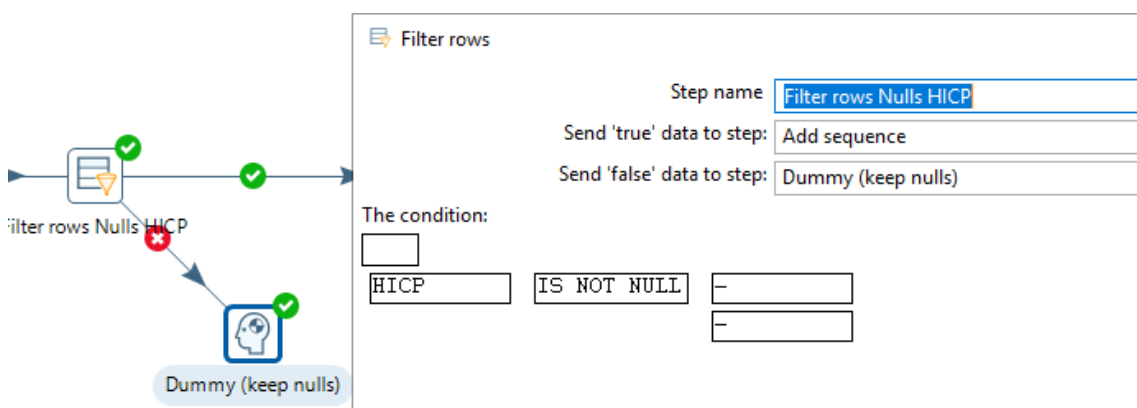 Filter rows
Step name Filter rows Nulls HICP
Send 'true' data to step: Add sequence
Send 'false' data to step: Dummy (keep nulls)
The condition:
HICP IS NOT NULL –
–
ilter rows Nulls HICP
Dummy (keep nulls)